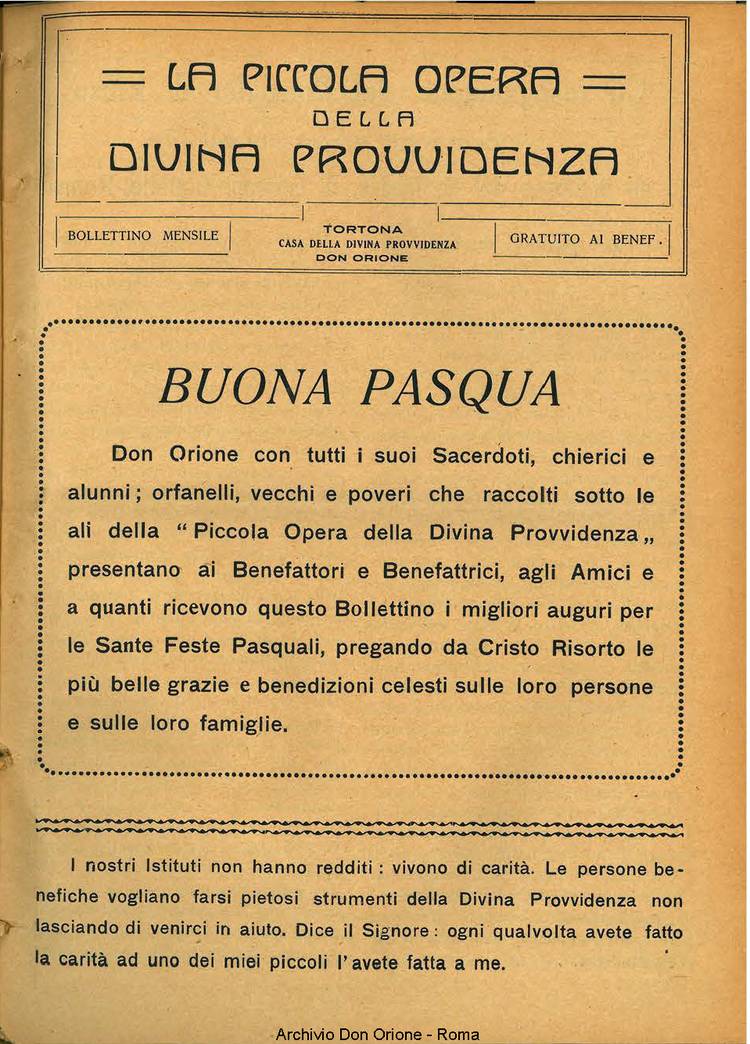 LA PICCOLA OPERA
DELLA
DIVINA PROVVIDENZA
BOLLETTINO MENSILE
TORTONA
CASA DELLA DIVINA PROVVIDENZA
DON ORIONE
GRATUITO AI BENEF.
BUONA PASQUA
Don Orione con tutti i suoi Sacerdoti, chierici e
alunni; orfanelli, vecchi e poveri che raccolti sotto le
ali della “Piccola Opera della Divina Provvidenza„
presentano ai Benefattori e Benefattrici, agli Amici e
a quanti ricevono questo Bollettino i migliori auguri per
le Sante Feste Pasquali, pregando da Cristo Risorto le
più belle grazie e benedizioni celesti sulle loro persone
e sulle loro famiglie.
I nostri Istituti non hanno redditi: vivono di carità. Le persone be-
nefiche vogliano farsi pietosi strumenti della Divina Provvidenza non
lasciando di venirci in aiuto. Dice il Signore: ogni qualvolta avete fatto
la carità ad uno dei miei piccoli l'avete fatta a me.
Archivio Don Orione - Roma